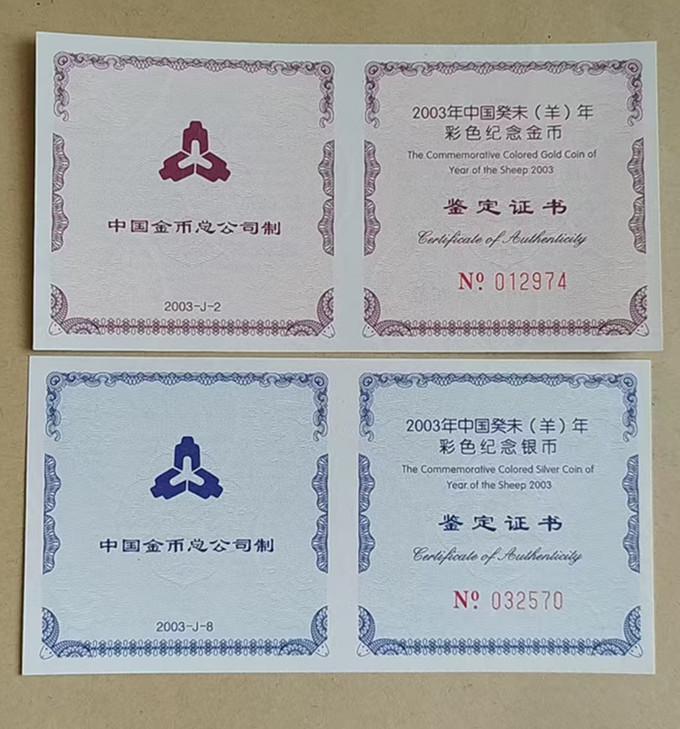 中国金币总公司制
2003-J-2
2003年中国癸未（羊）年
彩色纪念金币
The Commemorative Colored Gold Coin of
Year of the Sheep 2003
鉴定证书
Certificate of Authenticity
Nº 012974
中国金币总公司制
2003-J-8
2003年中国癸未（羊）年
彩色纪念银币
The Commemorative Colored Silver Coin of
Year of the Sheep 2003
鉴定证书
Certificate of Authenticity
Nº 032570